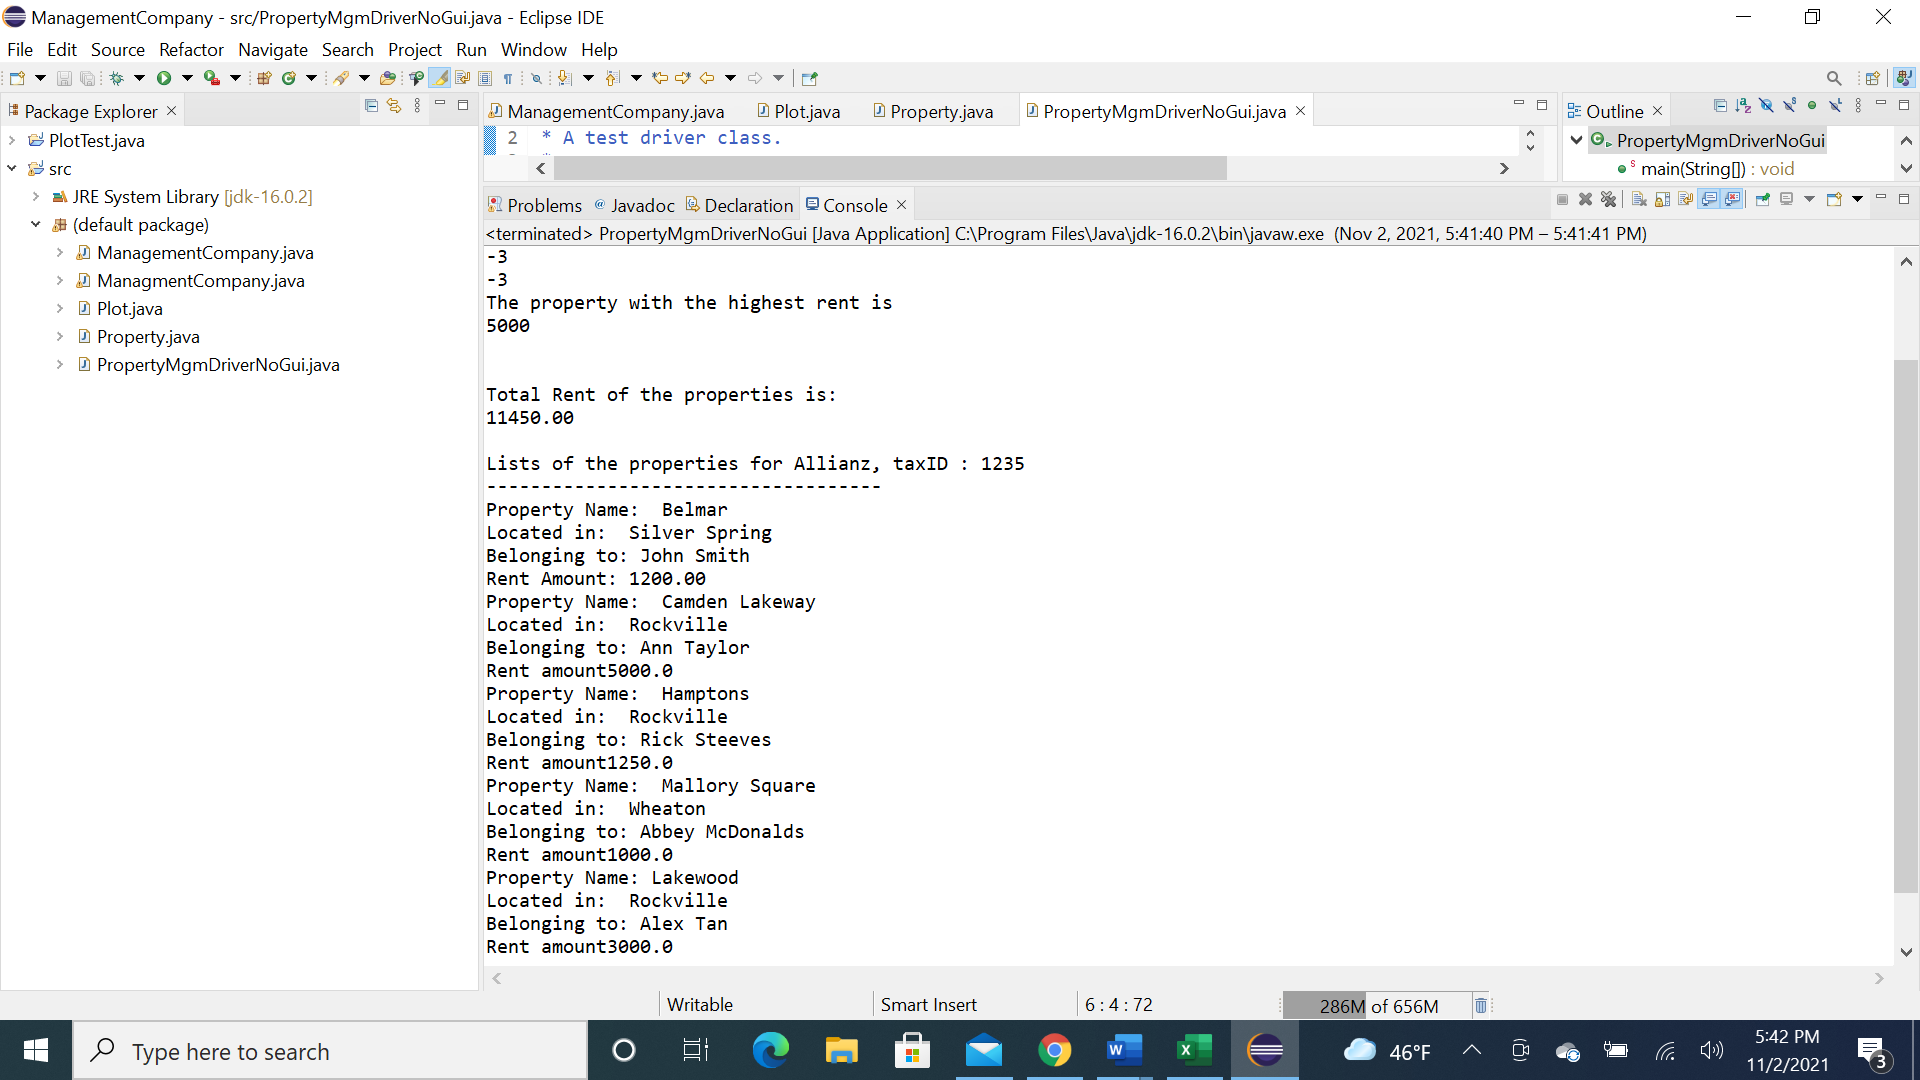 ManagementCompany - src/PropertyMgmDriverNoGui.java - Eclipse IDE
File Edit Source Refactor Navigate Search Project Run Window Help
Package Explorer
PlotTest.java
src
JRE System Library [jdk-16.0.2]
(default package)
ManagementCompany.java
ManagmentCompany.java
Plot.java
Property.java
PropertyMgmDriverNoGui.java
ManagementCompany.java Plot.java Property.java PropertyMgmDriverNoGui.java
2 * A test driver class.
Outline
PropertyMgmDriverNoGui
main(String[]) : void
Problems Javadoc Declaration Console
<terminated> PropertyMgmDriverNoGui [Java Application] C:\Program Files\Java\jdk-16.0.2\bin\javaw.exe (Nov 2, 2021, 5:41:40 PM – 5:41:41 PM)
-3
-3
The property with the highest rent is
5000
Total Rent of the properties is:
11450.00
Lists of the properties for Allianz, taxID : 1235
------------------------------------
Property Name:  Belmar
Located in:  Silver Spring
Belonging to: John Smith
Rent Amount: 1200.00
Property Name:  Camden Lakeway
Located in:  Rockville
Belonging to: Ann Taylor
Rent amount5000.0
Property Name:  Hamptons
Located in:  Rockville
Belonging to: Rick Steeves
Rent amount1250.0
Property Name:  Mallory Square
Located in:  Wheaton
Belonging to: Abbey McDonalds
Rent amount1000.0
Property Name: Lakewood
Located in:  Rockville
Belonging to: Alex Tan
Rent amount3000.0
Writable Smart Insert 6 : 4 : 72 286M of 656M
Type here to search
46°F
5:42 PM
11/2/2021
3